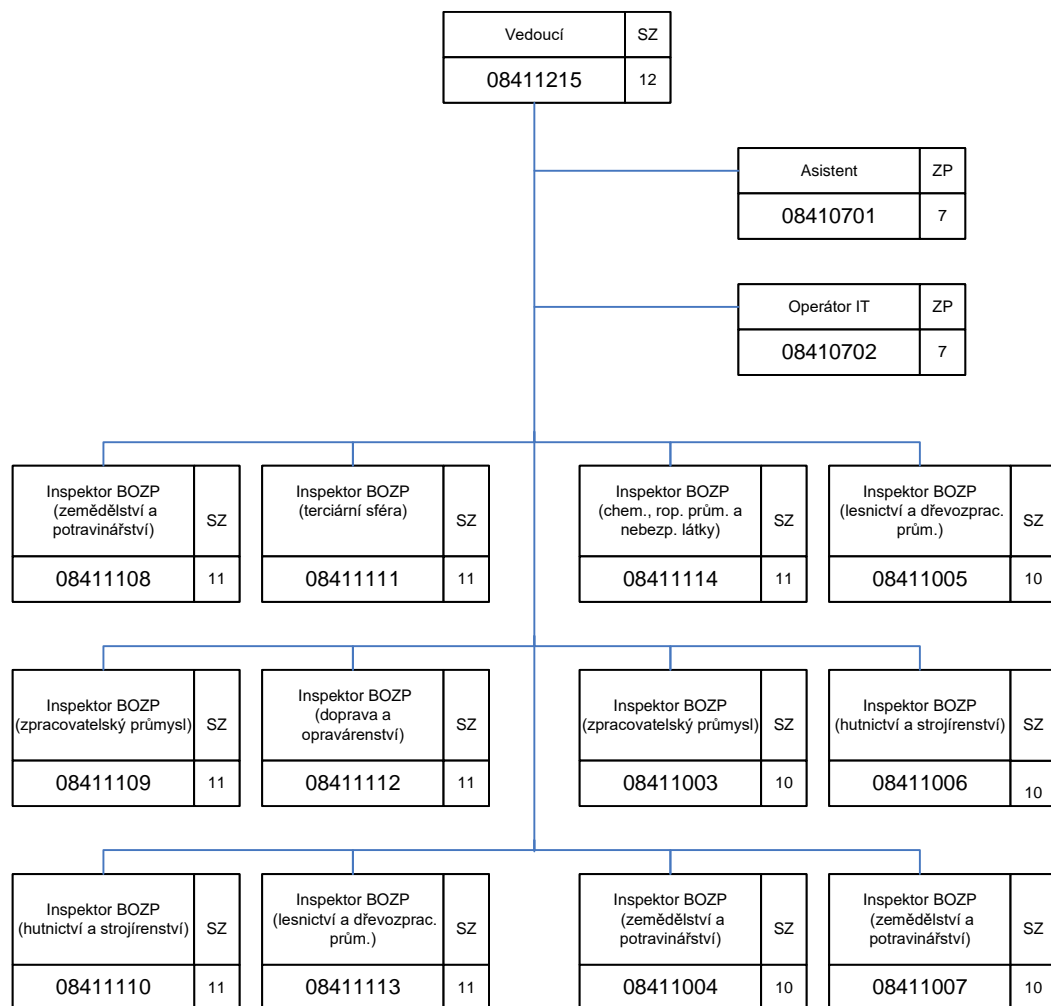 Vedoucí
SZ
08411215
12
Asistent
ZP
08410701
7
Operátor IT
ZP
08410702
7
Inspektor BOZP
(zemědělství a
potravinářství)
SZ
08411108
11
Inspektor BOZP
(terciární sféra)
SZ
08411111
11
Inspektor BOZP
(chem., rop. prům. a
nebezp. látky)
SZ
08411114
11
Inspektor BOZP
(lesnictví a dřevozprac.
prům.)
SZ
08411005
10
Inspektor BOZP
(zpracovatelský průmysl)
SZ
08411109
11
Inspektor BOZP
(doprava a
opravárenství)
SZ
08411112
11
Inspektor BOZP
(zpracovatelský průmysl)
SZ
08411003
10
Inspektor BOZP
(hutnictví a strojírenství)
SZ
08411006
10
Inspektor BOZP
(hutnictví a strojírenství)
SZ
08411110
11
Inspektor BOZP
(lesnictví a dřevozprac.
prům.)
SZ
08411113
11
Inspektor BOZP
(zemědělství a
potravinářství)
SZ
08411004
10
Inspektor BOZP
(zemědělství a
potravinářství)
SZ
08411007
10